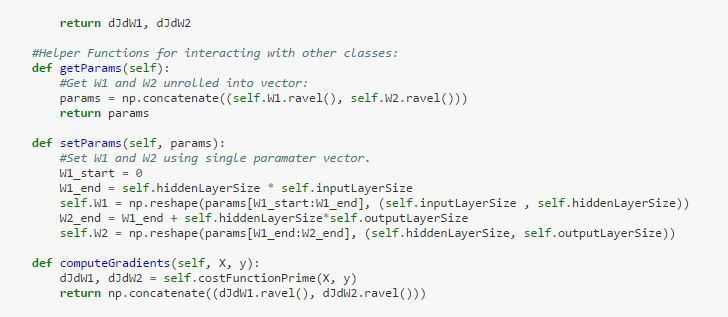 return dJdW1, dJdW2
#Helper Functions for interacting with other classes:
def getParams(self):
#Get W1 and W2 unrolled into vector:
params = np.concatenate((self.W1.ravel(), self.W2.ravel()))
return params
def setParams(self, params):
#Set W1 and W2 using single paramater vector.
W1_start = 0
W1_end = self.hiddenLayerSize * self.inputLayerSize
self.W1 = np.reshape(params[W1_start:W1_end], (self.inputLayerSize , self.hiddenLayerSize))
W2_end = W1_end + self.hiddenLayerSize*self.outputLayerSize
self.W2 = np.reshape(params[W1_end:W2_end], (self.hiddenLayerSize, self.outputLayerSize))
def computeGradients(self, X, y):
dJdW1, dJdW2 = self.costFunctionPrime(X, y)
return np.concatenate((dJdW1.ravel(), dJdW2.ravel()))